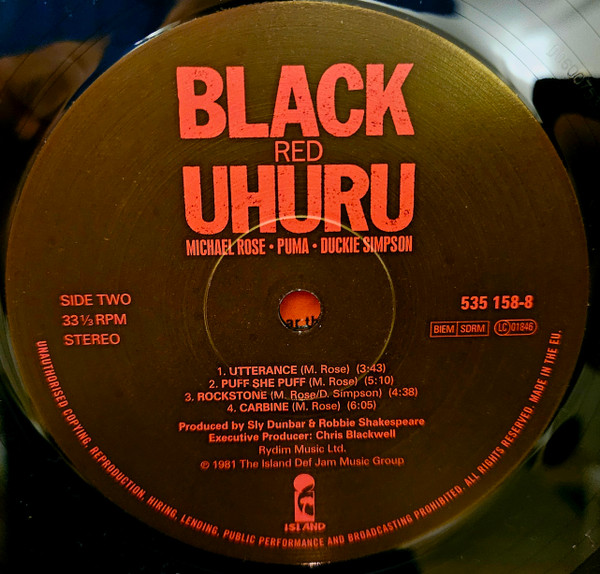 BLACK
RED
UHURU
MICHAEL ROSE • PUMA • DUCKIE SIMPSON
SIDE TWO
33⅓ RPM
STEREO
535 158-8
BIEM SDRM LC 01846
1. UTTERANCE (M. Rose) (3:43)
2. PUFF SHE PUFF (M. Rose) (5:10)
3. ROCKSTONE (M. Rose/D. Simpson) (4:38)
4. CARBINE (M. Rose) (6:05)
Produced by Sly Dunbar & Robbie Shakespeare
Executive Producer: Chris Blackwell
Rydim Music Ltd.
© 1981 The Island Def Jam Music Group
ISLAND
UNAUTHORISED COPYING, REPRODUCTION, HIRING, LENDING, PUBLIC PERFORMANCE AND BROADCASTING PROHIBITED. ALL RIGHTS RESERVED. MADE IN THE EU.